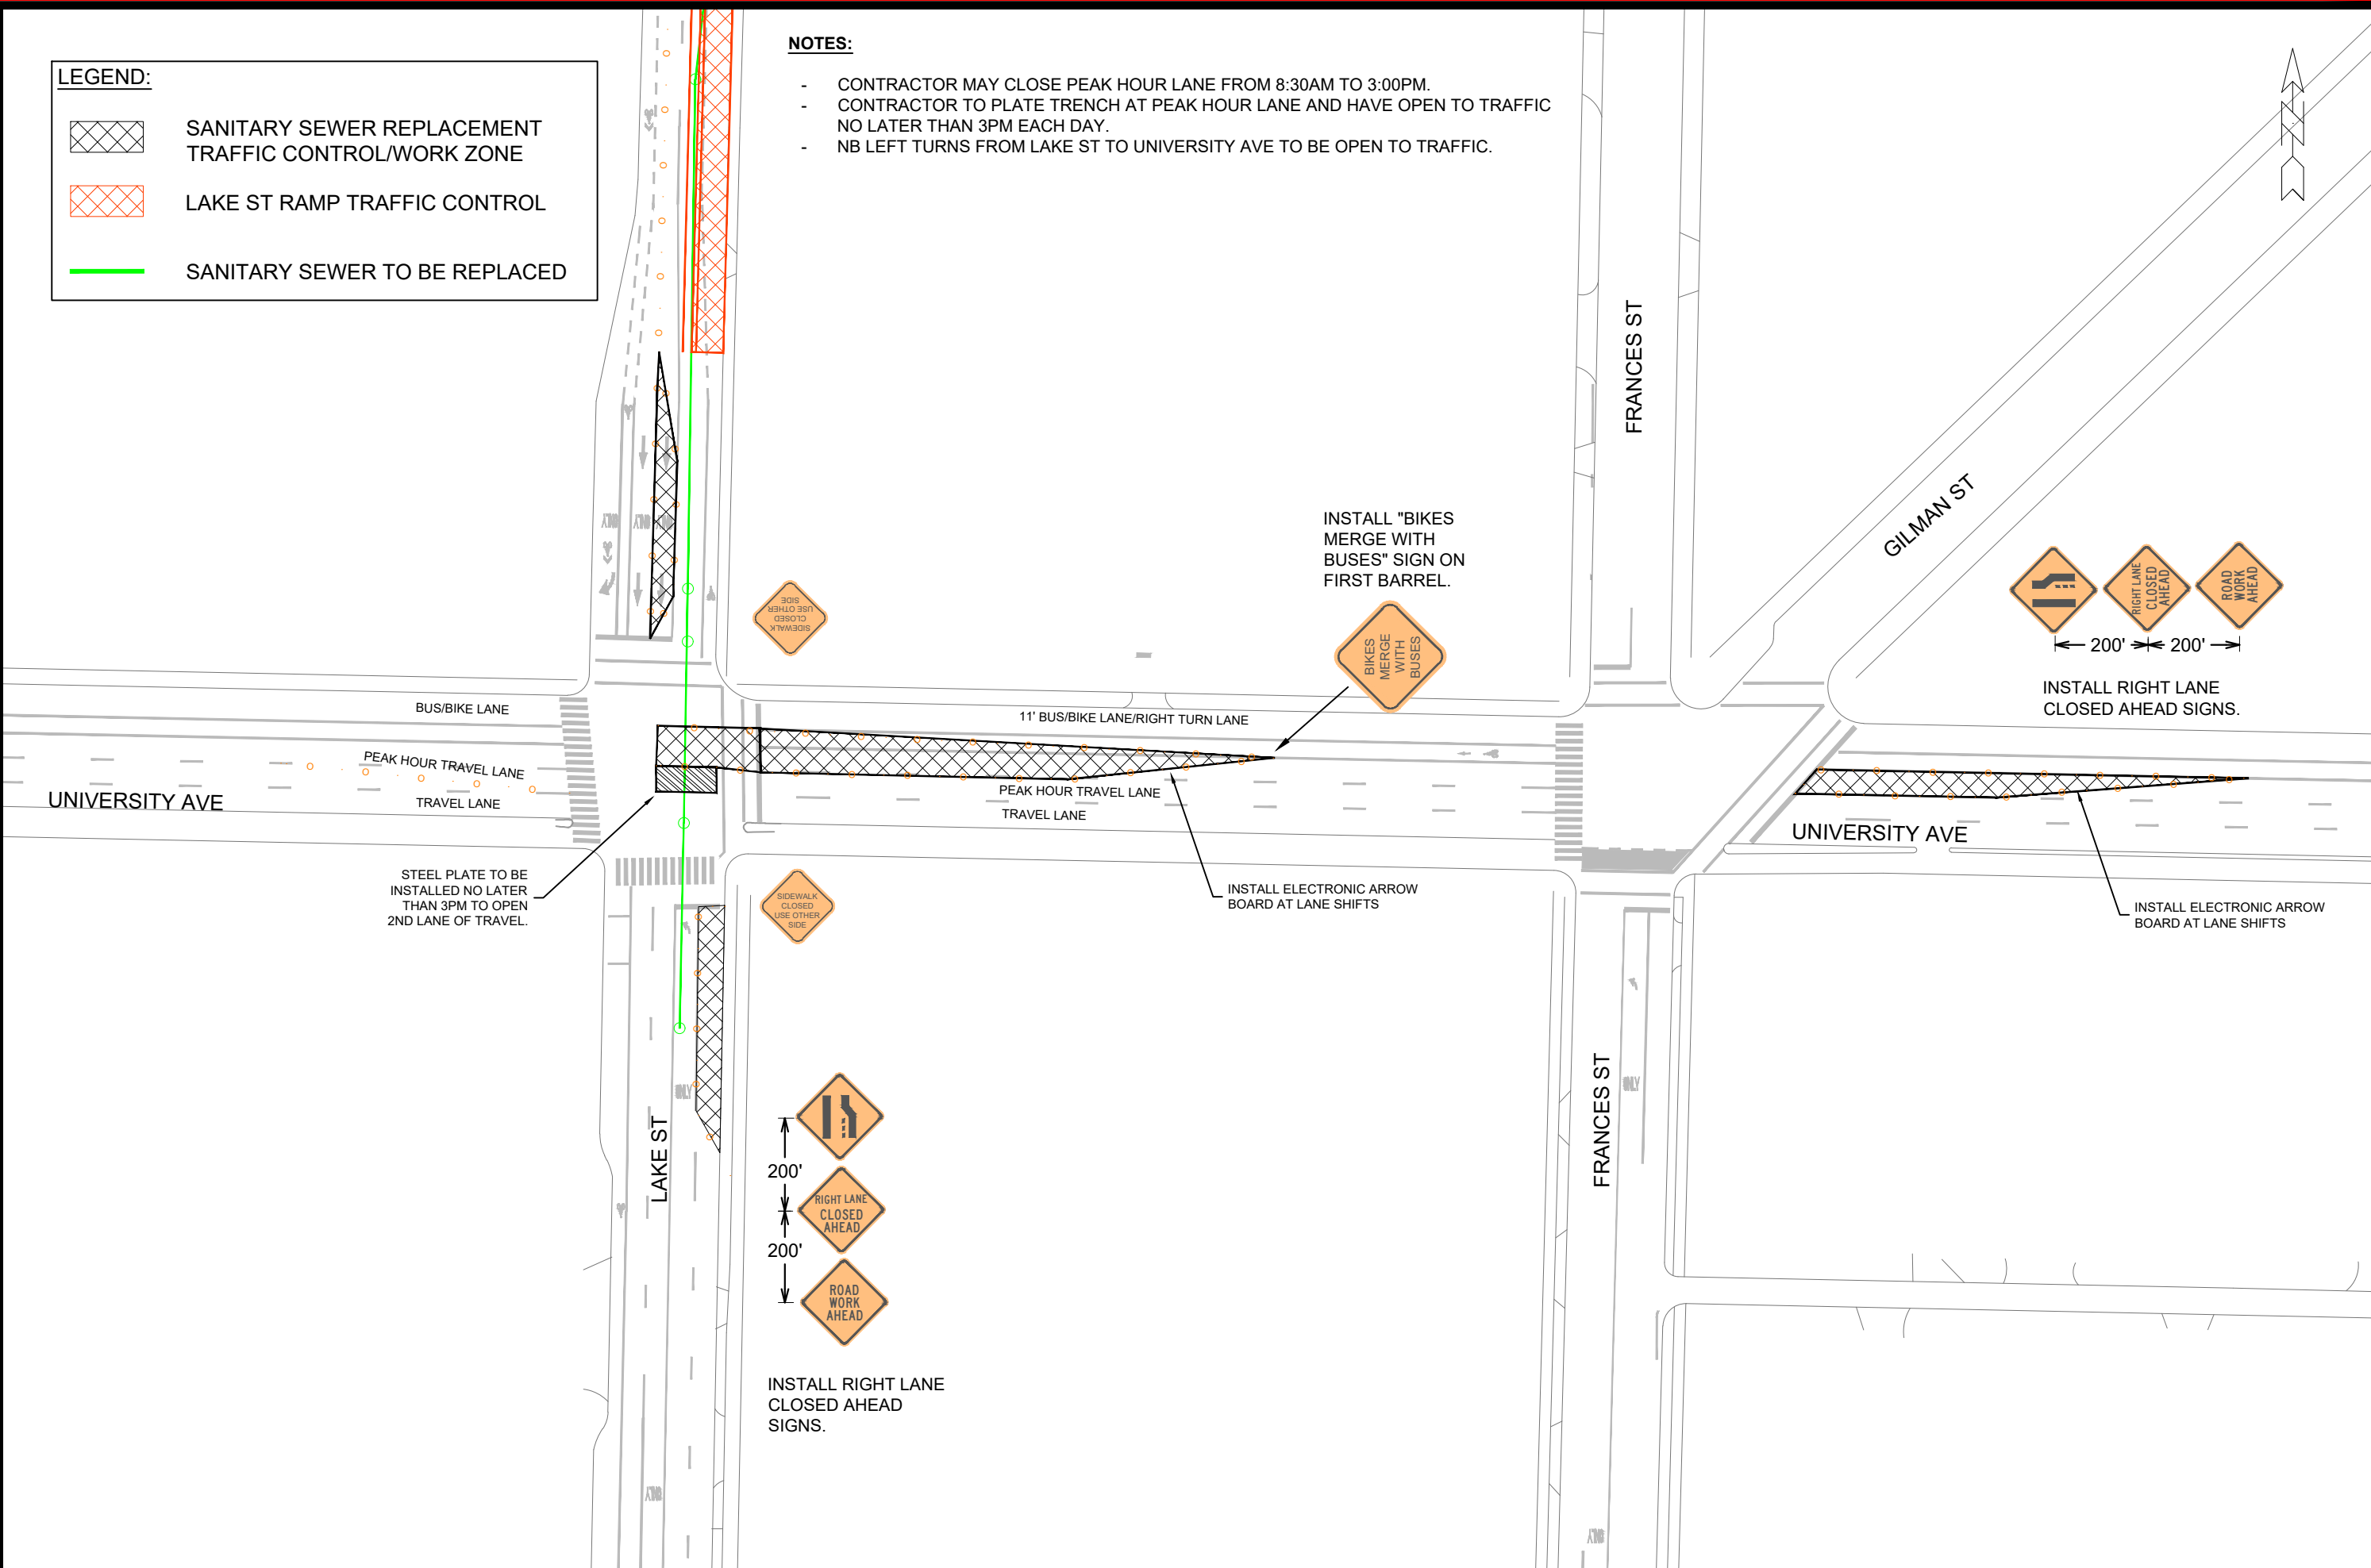 LEGEND:
SANITARY SEWER REPLACEMENT
TRAFFIC CONTROL/WORK ZONE
LAKE ST RAMP TRAFFIC CONTROL
SANITARY SEWER TO BE REPLACED
NOTES:
- CONTRACTOR MAY CLOSE PEAK HOUR LANE FROM 8:30AM TO 3:00PM.
- CONTRACTOR TO PLATE TRENCH AT PEAK HOUR LANE AND HAVE OPEN TO TRAFFIC
NO LATER THAN 3PM EACH DAY.
- NB LEFT TURNS FROM LAKE ST TO UNIVERSITY AVE TO BE OPEN TO TRAFFIC.
N
FRANCES ST
GILMAN ST
INSTALL "BIKES
MERGE WITH
BUSES" SIGN ON
FIRST BARREL.
BIKES
MERGE
WITH
BUSES
RIGHT LANE
CLOSED
AHEAD
ROAD
WORK
AHEAD
200' 200'
INSTALL RIGHT LANE
CLOSED AHEAD SIGNS.
ONLY
ONLY
SIDEWALK
CLOSED
USE OTHER
SIDE
BUS/BIKE LANE
11' BUS/BIKE LANE/RIGHT TURN LANE
PEAK HOUR TRAVEL LANE
TRAVEL LANE
UNIVERSITY AVE
PEAK HOUR TRAVEL LANE
TRAVEL LANE
UNIVERSITY AVE
STEEL PLATE TO BE
INSTALLED NO LATER
THAN 3PM TO OPEN
2ND LANE OF TRAVEL.
SIDEWALK
CLOSED
USE OTHER
SIDE
INSTALL ELECTRONIC ARROW
BOARD AT LANE SHIFTS
INSTALL ELECTRONIC ARROW
BOARD AT LANE SHIFTS
ONLY
ONLY
LAKE ST
FRANCES ST
200'
RIGHT LANE
CLOSED
AHEAD
200'
ROAD
WORK
AHEAD
INSTALL RIGHT LANE
CLOSED AHEAD
SIGNS.
ONLY
ONLY